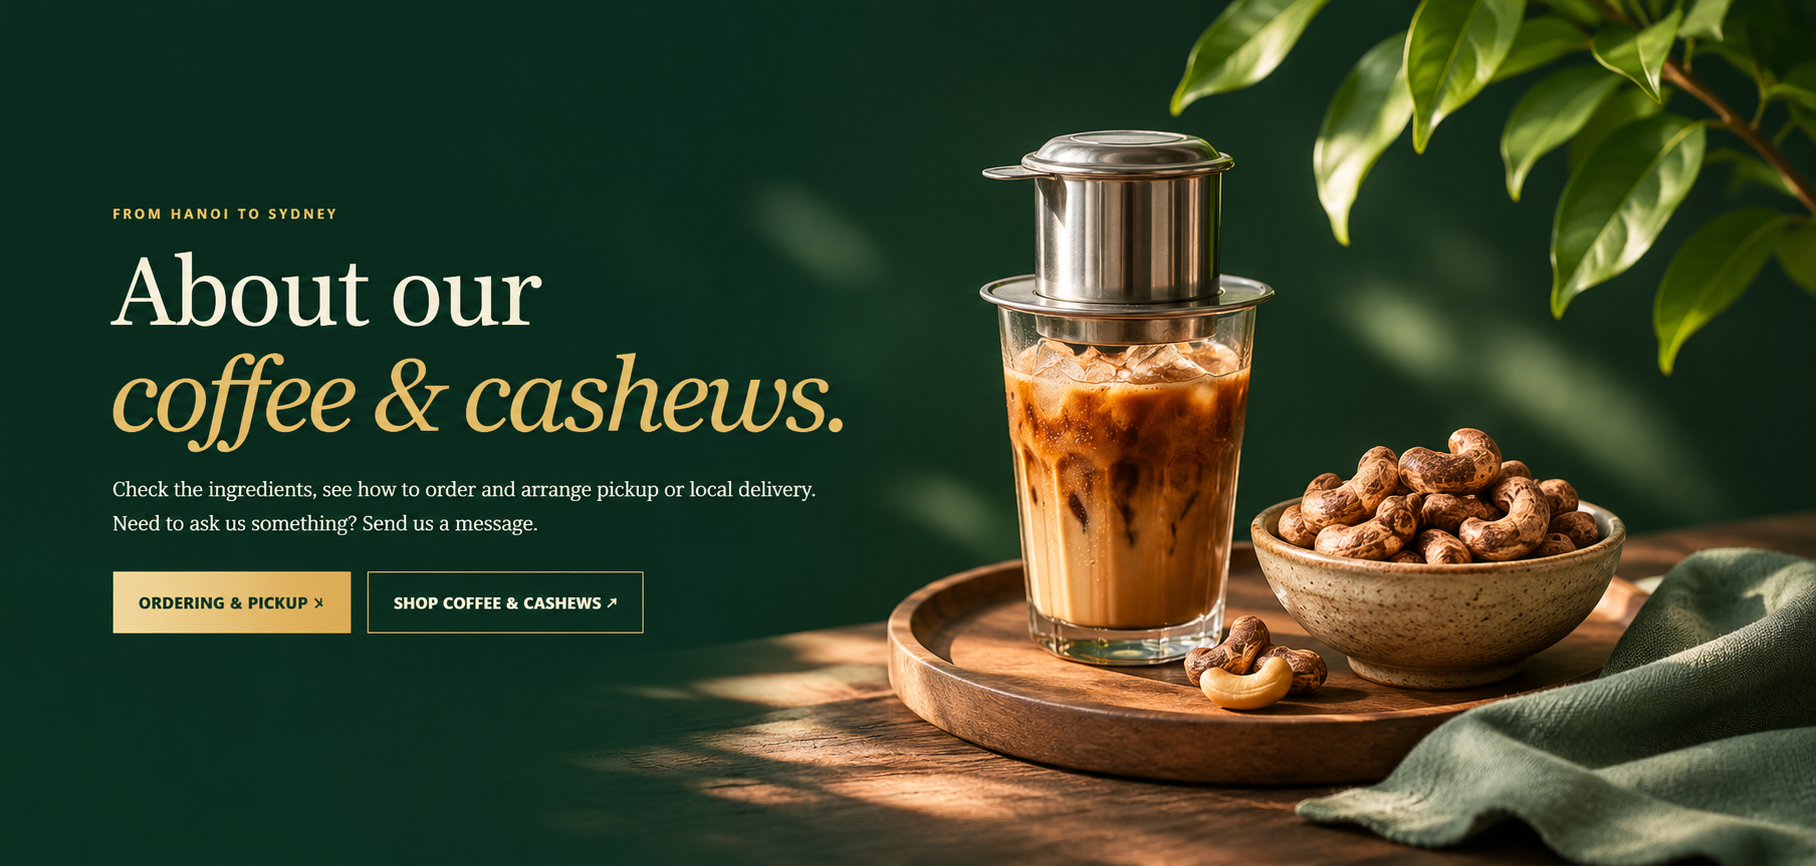 FROM HANOI TO SYDNEY
About our
coffee & cashews.
Check the ingredients, see how to order and arrange pickup or local delivery.
Need to ask us something? Send us a message.
ORDERING & PICKUP
SHOP COFFEE & CASHEWS ↗